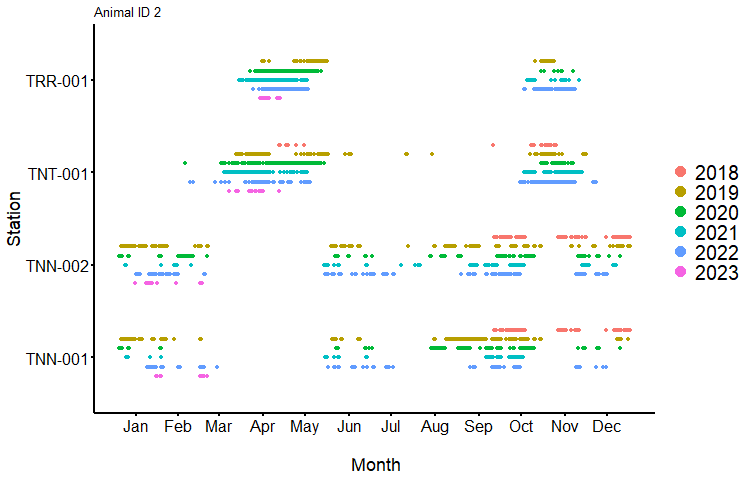 Animal ID 2
TRR-001
TNT-001
TNN-002
TNN-001
Station
Jan Feb Mar Apr May Jun Jul Aug Sep Oct Nov Dec
Month
2018
2019
2020
2021
2022
2023